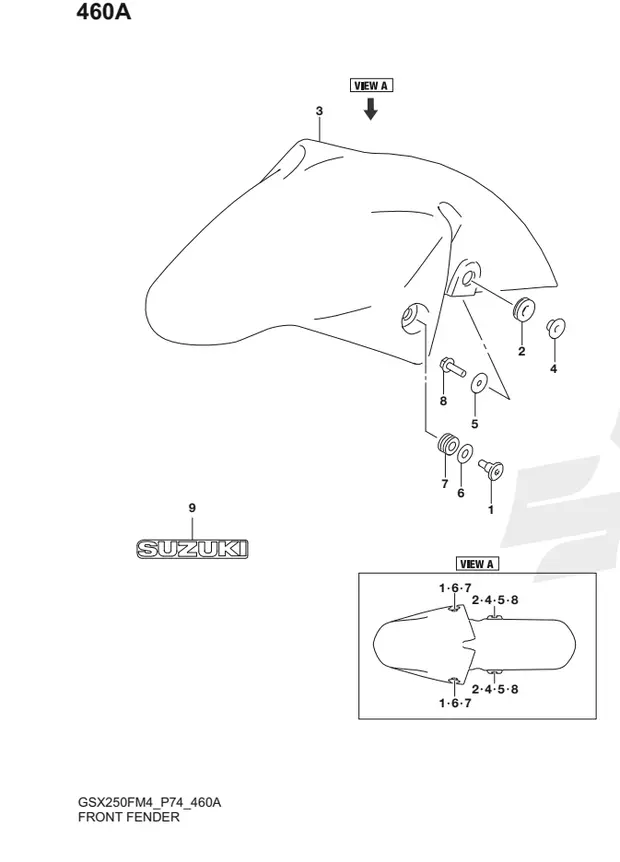 460A
VIEW A
3
2
4
8
5
7
6
1
9
SUZUKI
VIEW A
1·6·7
2·4·5·8
2·4·5·8
1·6·7
GSX250FM4_P74_460A
FRONT FENDER